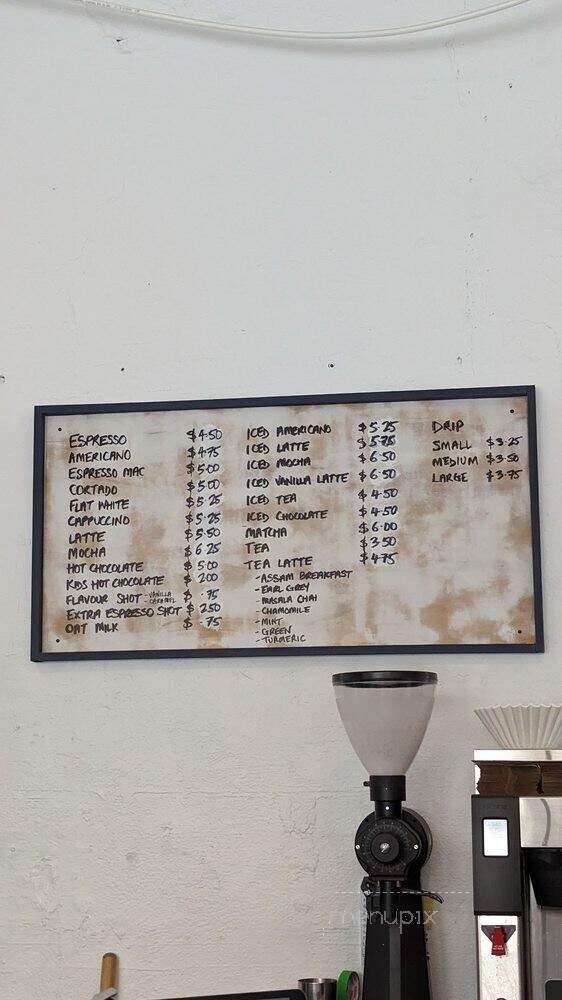 ESPRESSO $4.50
AMERICANO $4.75
ESPRESSO MAC $5.00
CORTADO $5.00
FLAT WHITE $5.25
CAPPUCCINO $5.25
LATTE $5.50
MOCHA $6.25
HOT CHOCOLATE $5.00
KIDS HOT CHOCOLATE $2.00
FLAVOUR SHOT - VANILLA CARAMEL $.75
EXTRA ESPRESSO SHOT $2.50
OAT MILK $.75
ICED AMERICANO $5.25
ICED LATTE $5.75
ICED MOCHA $6.50
ICED VANILLA LATTE $6.50
ICED TEA $4.50
ICED CHOCOLATE $4.50
MATCHA $6.00
TEA $3.50
TEA LATTE $4.75
- ASSAM BREAKFAST
- EARL GREY
- MASALA CHAI
- CHAMOMILE
- MINT
- GREEN
- TURMERIC
DRIP
SMALL $3.25
MEDIUM $3.50
LARGE $3.75
menupix